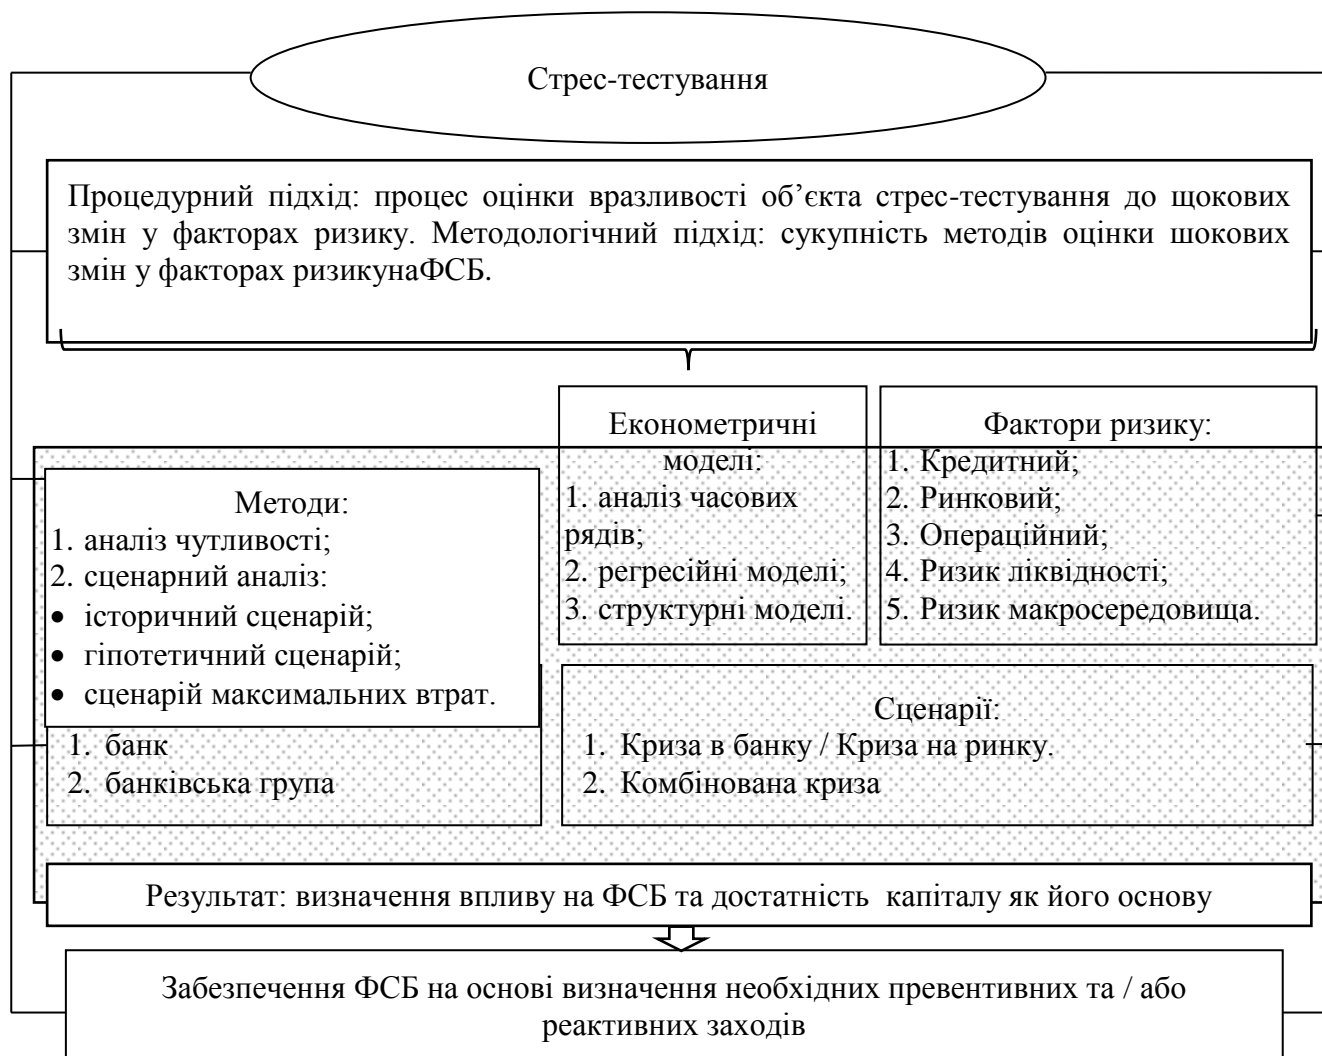 Стрес-тестування
Процедурний підхід: процес оцінки вразливості об’єкта стрес-тестування до щокових
змін у факторах ризику. Методологічний підхід: сукупність методів оцінки шокових
змін у факторах ризикунаФСБ.
Методи:
1. аналіз чутливості;
2. сценарний аналіз:
• історичний сценарій;
• гіпотетичний сценарій;
• сценарій максимальних втрат.
Економетричні
моделі:
1. аналіз часових
рядів;
2. регресійні моделі;
3. структурні моделі.
Фактори ризику:
1. Кредитний;
2. Ринковий;
3. Операційний;
4. Ризик ліквідності;
5. Ризик макросередовища.
1. банк
2. банківська група
Сценарії:
1. Криза в банку / Криза на ринку.
2. Комбінована криза
Результат: визначення впливу на ФСБ та достатність капіталу як його основу
Забезпечення ФСБ на основі визначення необхідних превентивних та / або
реактивних заходів